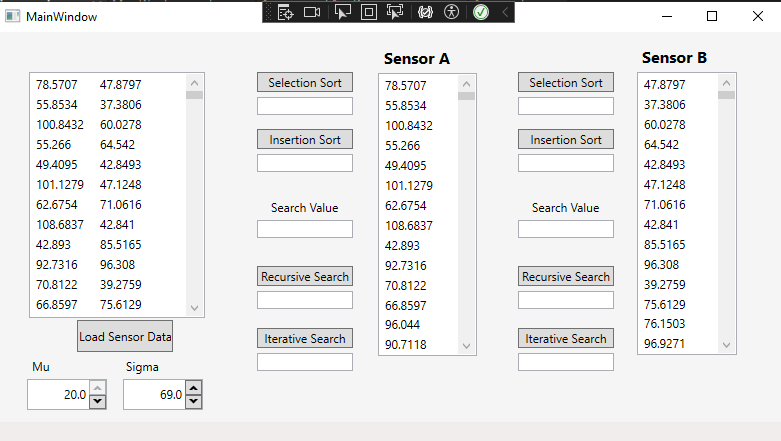 MainWindow
Sensor A
Sensor B
78.5707 47.8797
55.8534 37.3806
100.8432 60.0278
55.266 64.542
49.4095 42.8493
101.1279 47.1248
62.6754 71.0616
108.6837 42.841
42.893 85.5165
92.7316 96.308
70.8122 39.2759
66.8597 75.6129
Load Sensor Data
Mu Sigma
20.0 69.0
Selection Sort
Insertion Sort
Search Value
Recursive Search
Iterative Search
78.5707
55.8534
100.8432
55.266
49.4095
101.1279
62.6754
108.6837
42.893
92.7316
70.8122
66.8597
96.044
90.7118
Selection Sort
Insertion Sort
Search Value
Recursive Search
Iterative Search
47.8797
37.3806
60.0278
64.542
42.8493
47.1248
71.0616
42.841
85.5165
96.308
39.2759
75.6129
76.1503
96.9271